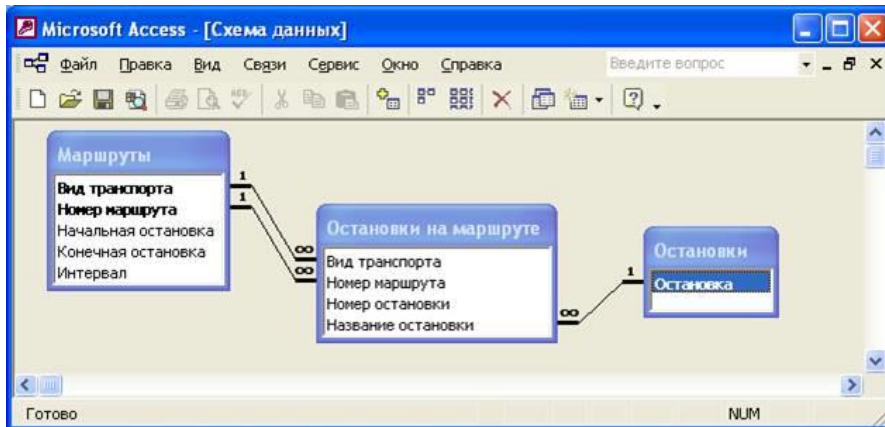 Microsoft Access - [Схема данных]
Файл Правка Вид Связи Сервис Окно Справка Введите вопрос
Маршруты
Вид транспорта
Номер маршрута
Начальная остановка
Конечная остановка
Интервал
1
1
∞
∞
Остановки на маршруте
Вид транспорта
Номер маршрута
Номер остановки
Название остановки
∞
1
Остановки
Остановка
Готово NUM